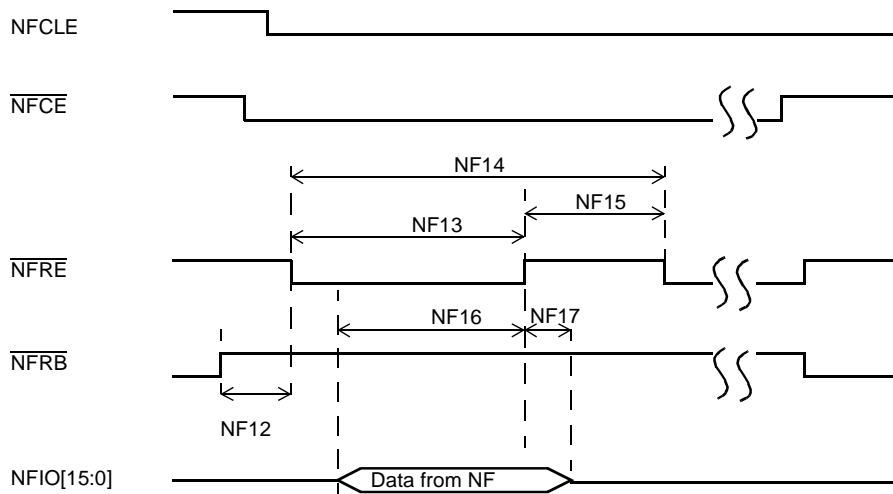 NFCLE
NFCE
NF14
NF15
NF13
NFRE
NF16
NF17
NFRB
NF12
NFIO[15:0]
Data from NF